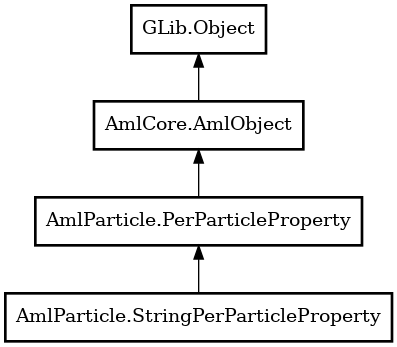 GLib.Object
AmlCore.AmlObject
AmlParticle.PerParticleProperty
AmlParticle.StringPerParticleProperty